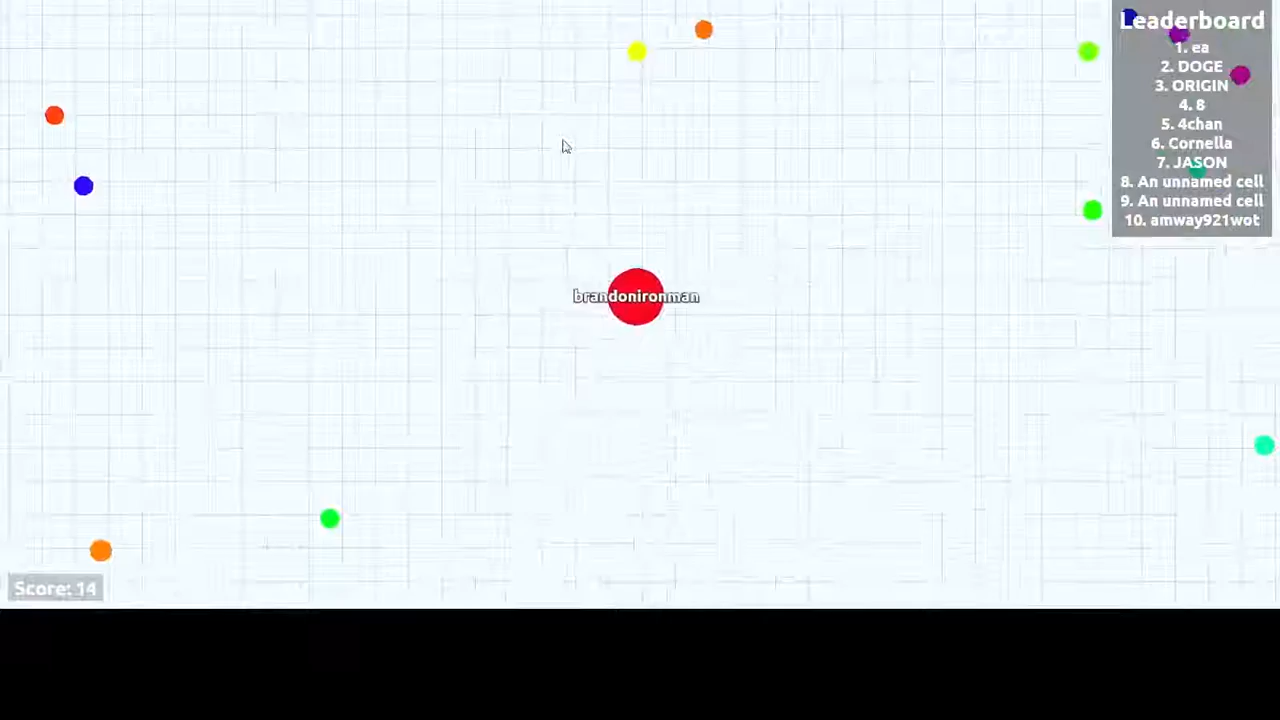 Leaderboard
1. ea
2. DOGE
3. ORIGIN
4. 8
5. 4chan
6. Cornella
7. JASON
8. An unnamed cell
9. An unnamed cell
10. amway921wot
brandonironman
Score: 14